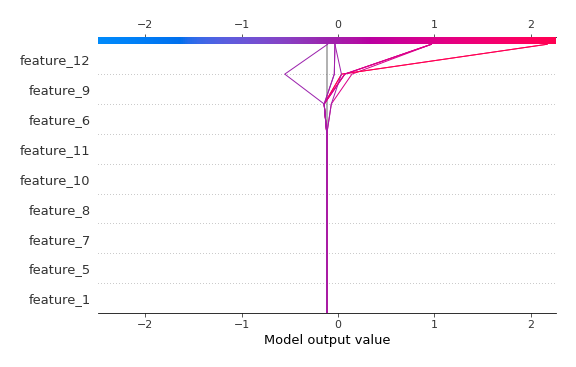 −2 −1 0 1 2
feature_12
feature_9
feature_6
feature_11
feature_10
feature_8
feature_7
feature_5
feature_1
−2 −1 0 1 2
Model output value